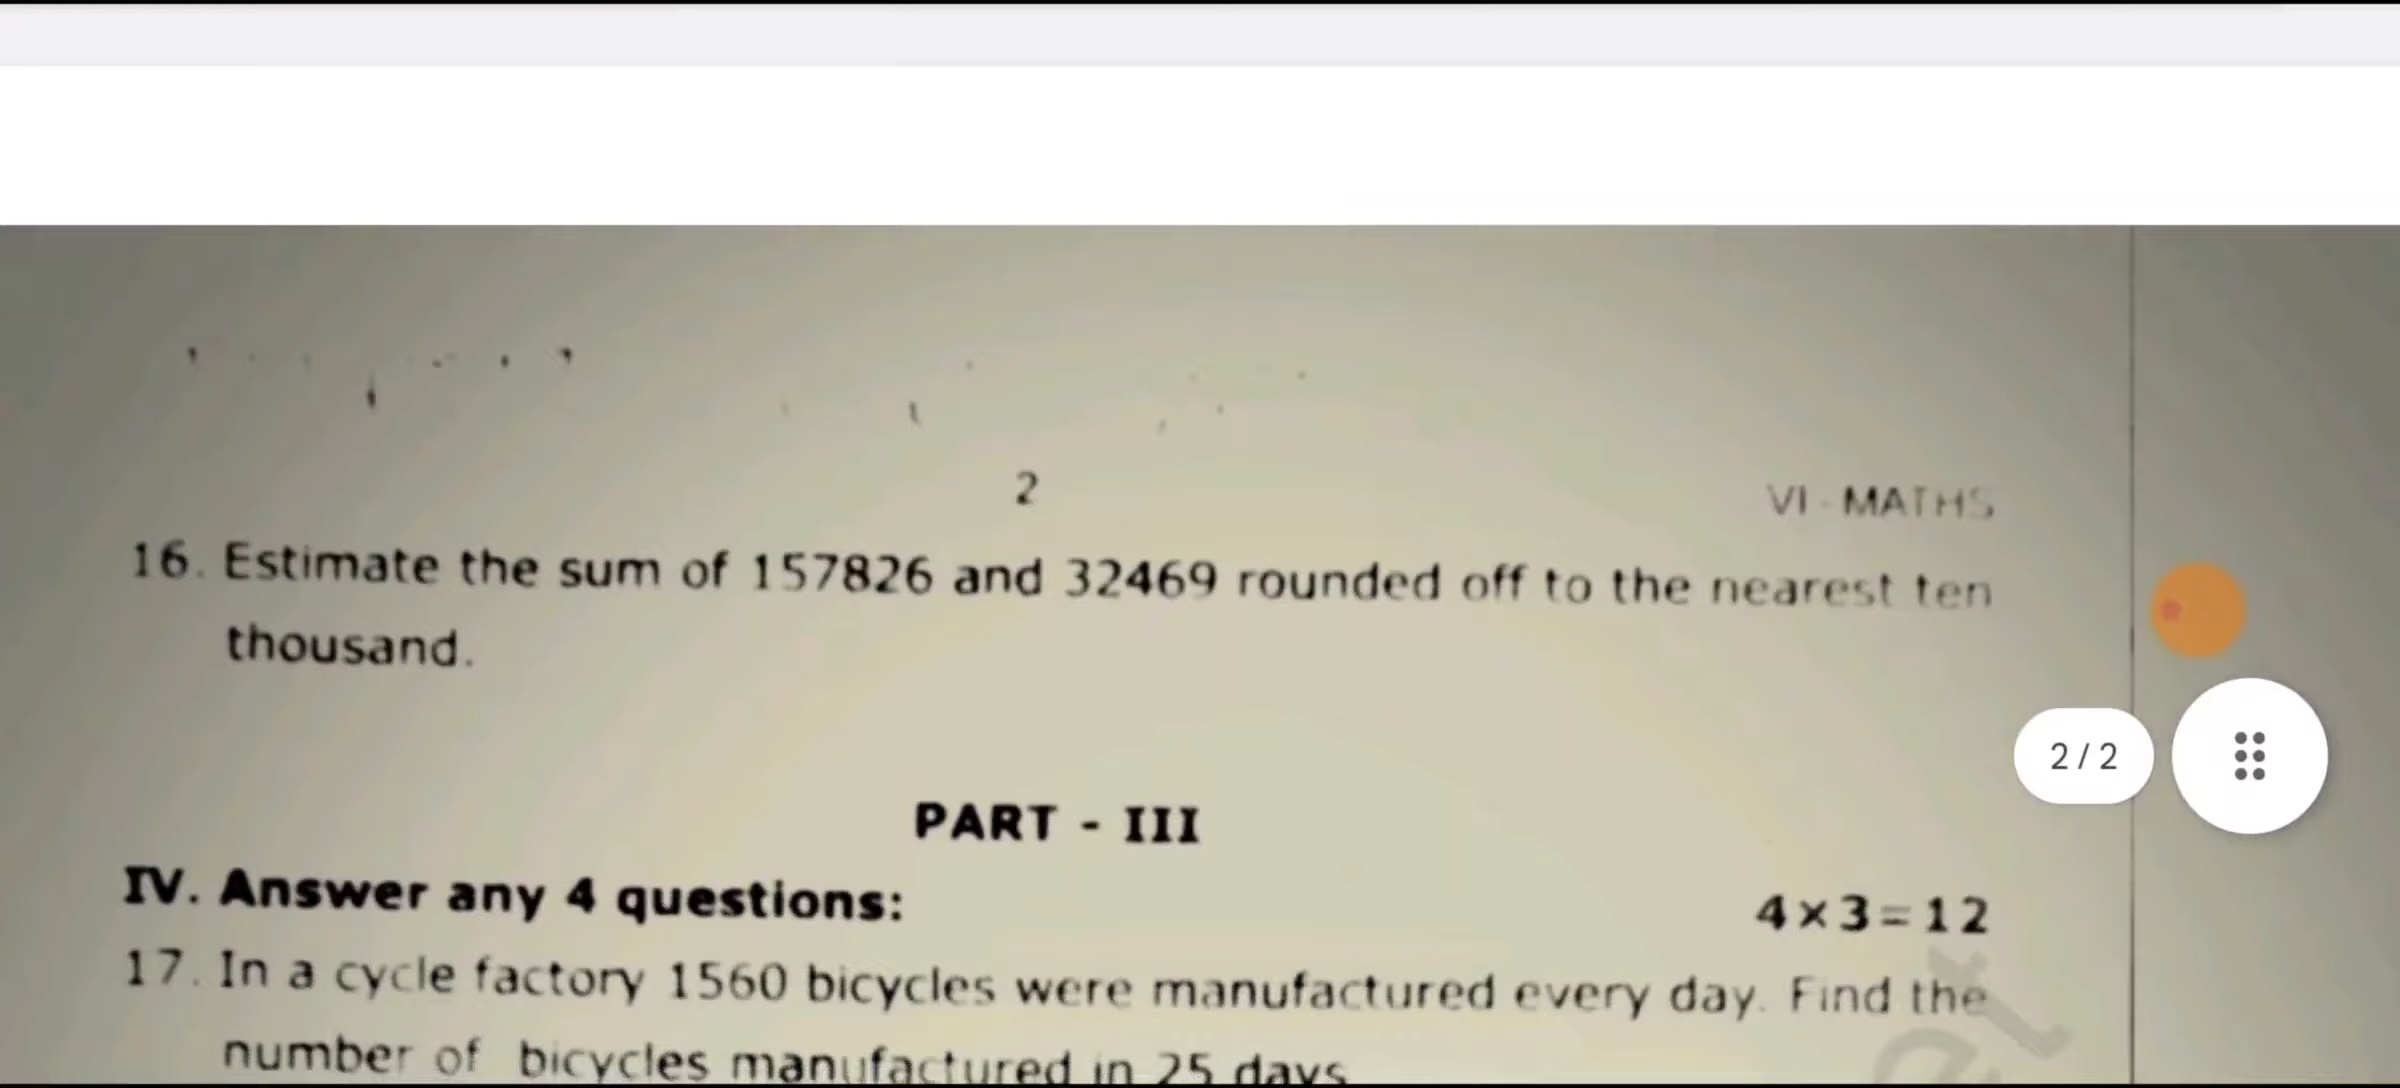 2
VI - MATHS
16. Estimate the sum of 157826 and 32469 rounded off to the nearest ten
thousand.
2 / 2
PART - III
IV. Answer any 4 questions:
4×3=12
17. In a cycle factory 1560 bicycles were manufactured every day. Find the
number of bicycles manufactured in 25 days